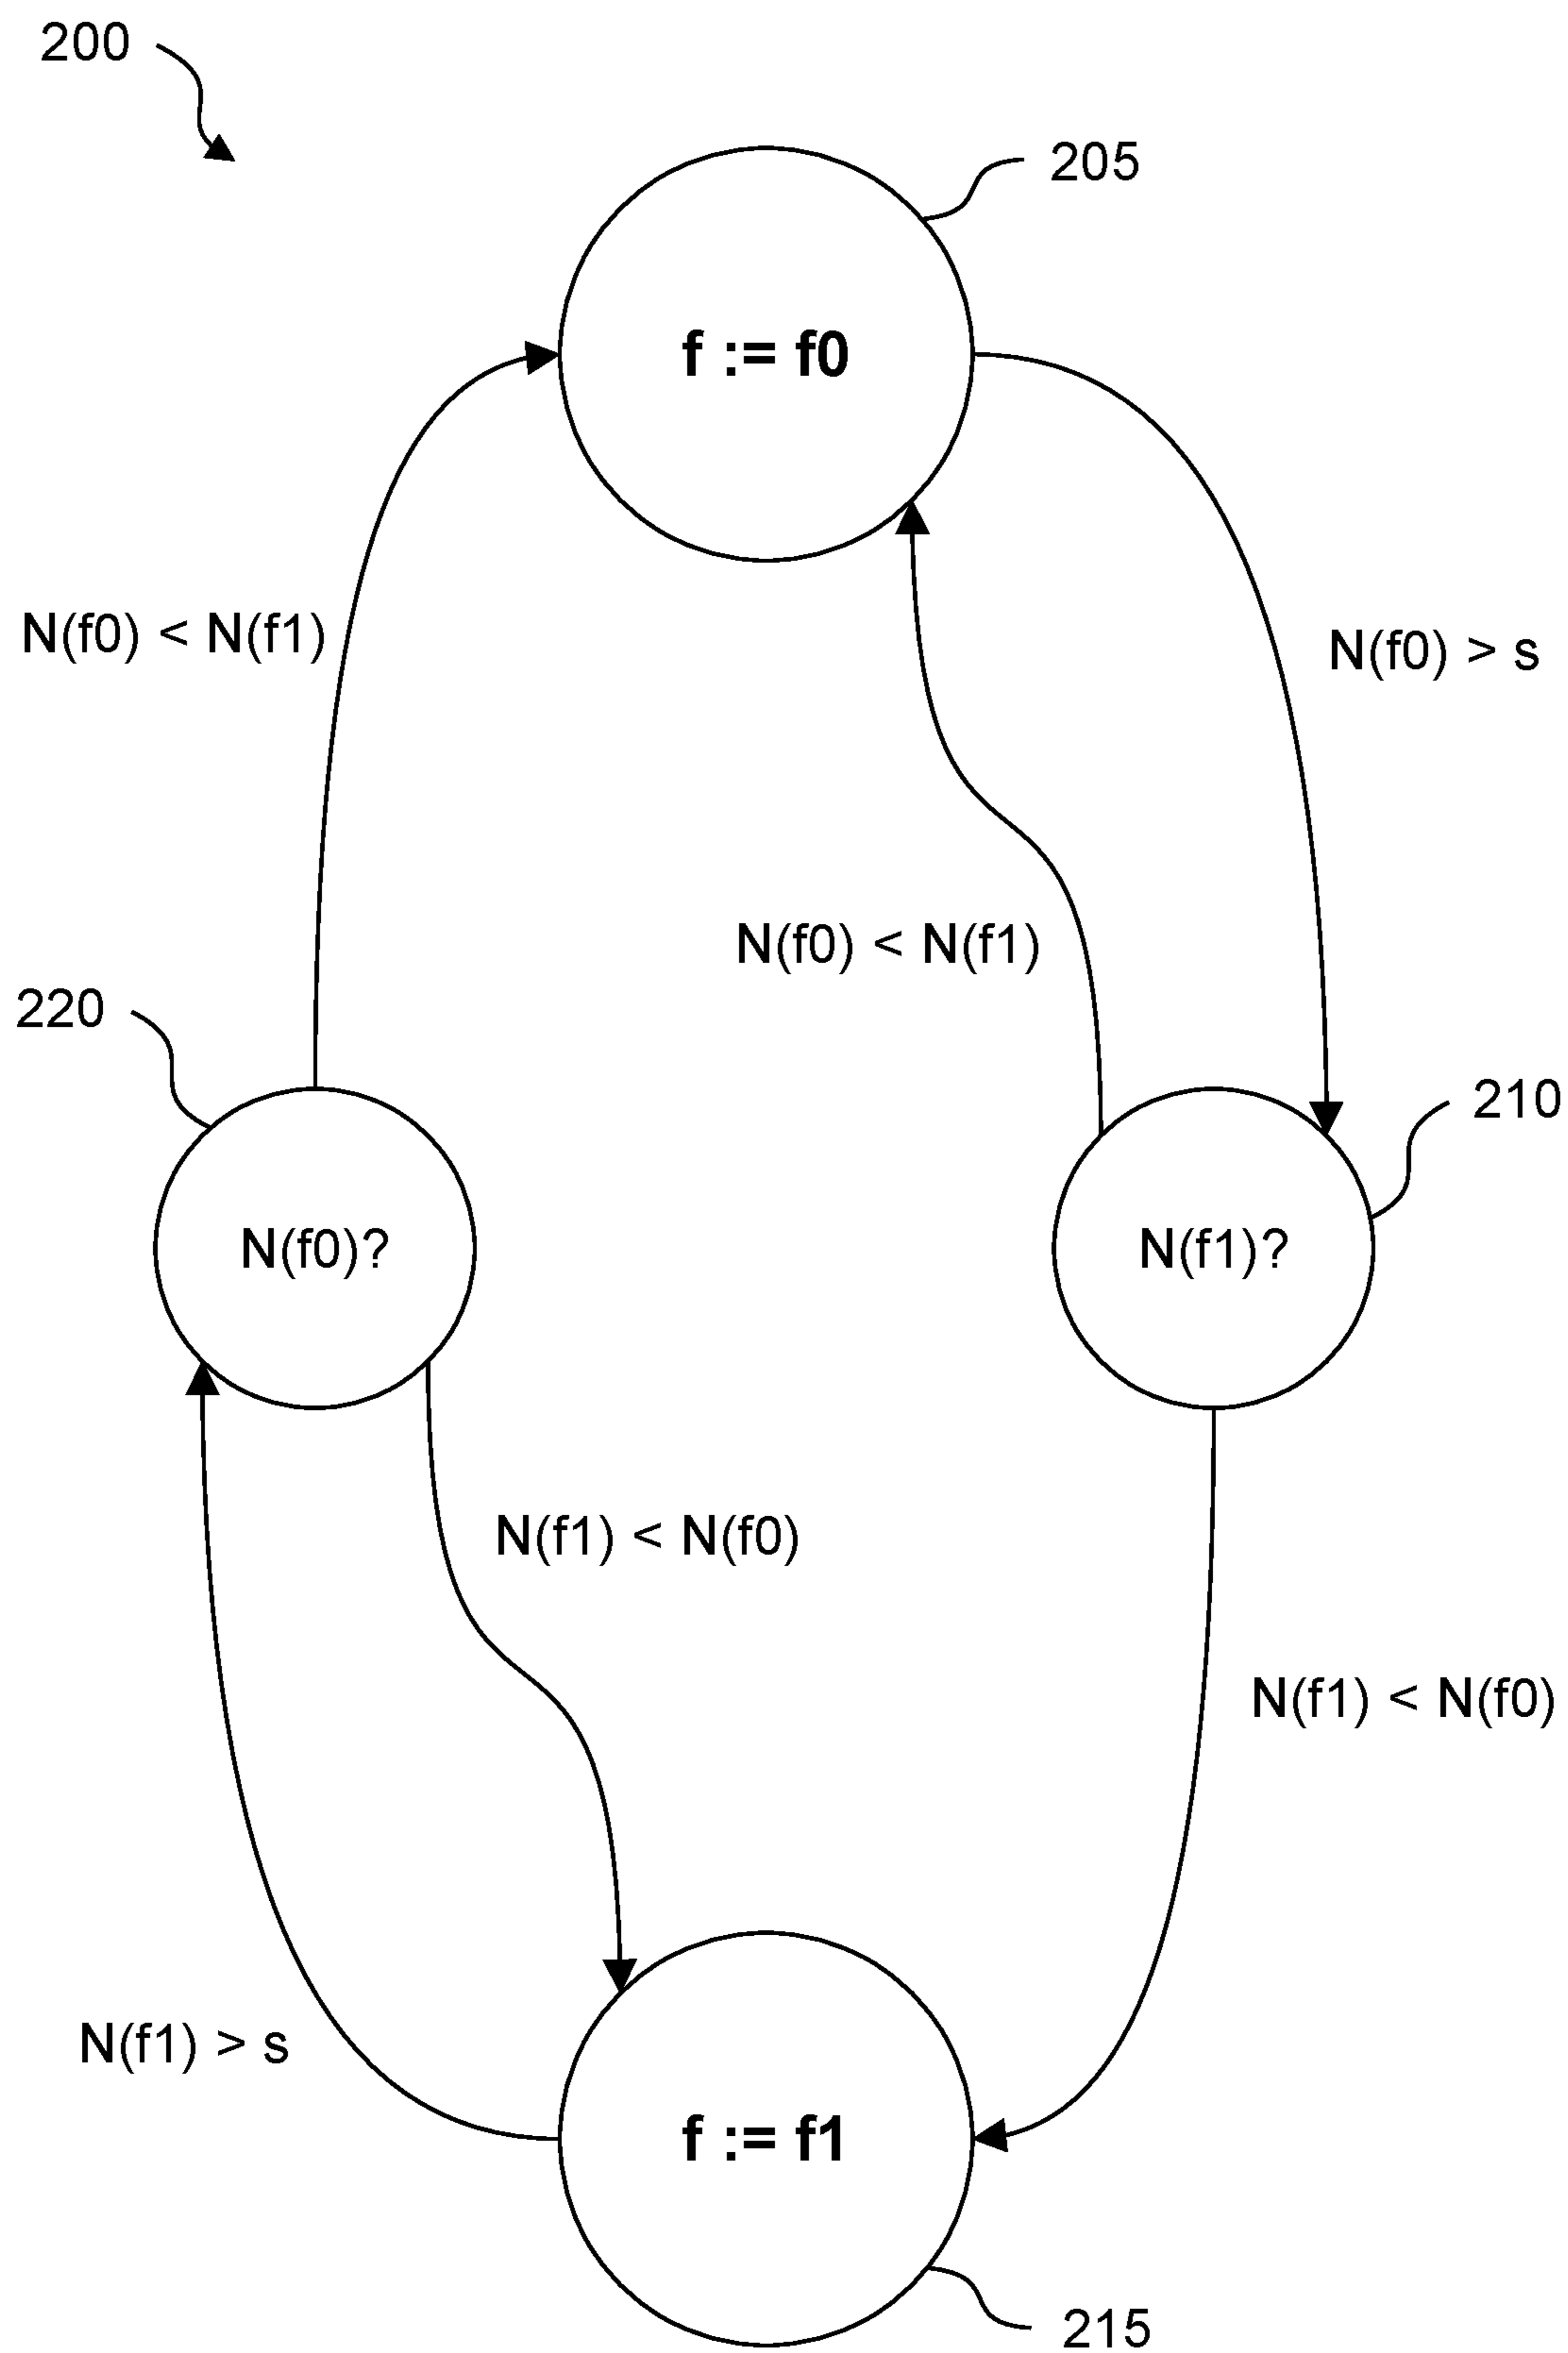 200
205
f := f0
N(f0) < N(f1)
N(f0) > s
N(f0) < N(f1)
220
210
N(f0)?
N(f1)?
N(f1) < N(f0)
N(f1) < N(f0)
N(f1) > s
f := f1
215